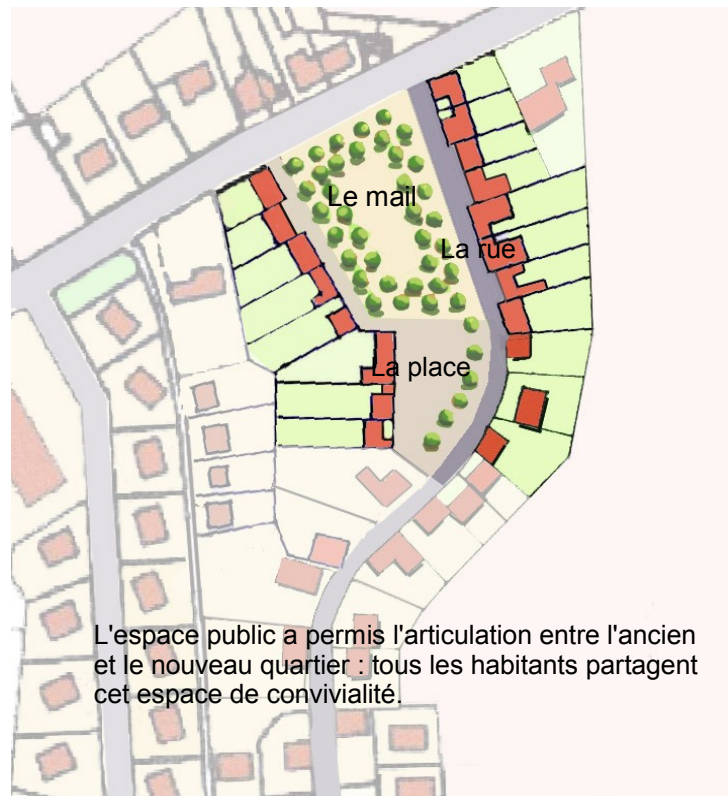 Le mail
La rue
La place
L'espace public a permis l'articulation entre l'ancien
et le nouveau quartier : tous les habitants partagent
cet espace de convivialité.